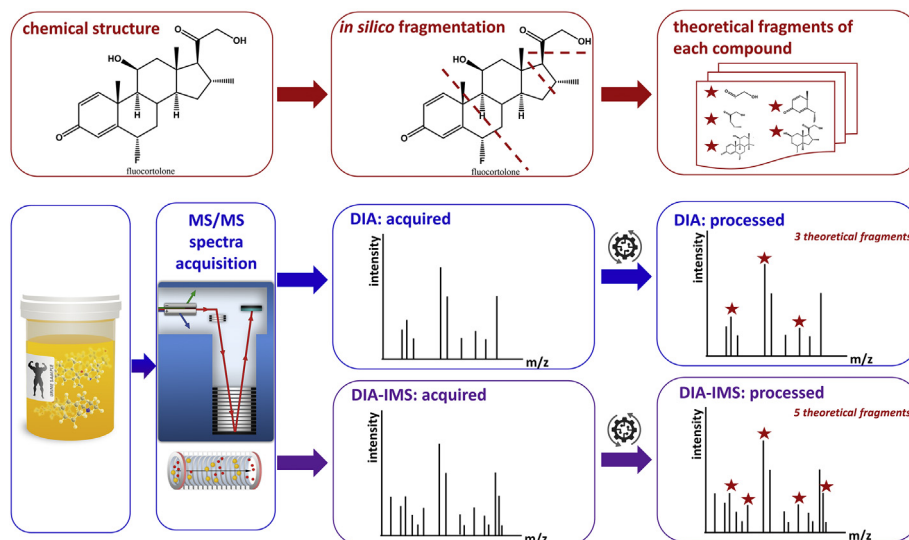 chemical structure
O
OH
HO
H
H
O
F
fluocortolone
in silico fragmentation
O
OH
HO
H
H
O
F
fluocortolone
theoretical fragments of
each compound
MS/MS
spectra
acquisition
URINE SAMPLE
DIA: acquired
intensity
m/z
DIA: processed
3 theoretical fragments
intensity
m/z
DIA-IMS: acquired
intensity
m/z
DIA-IMS: processed
5 theoretical fragments
intensity
m/z